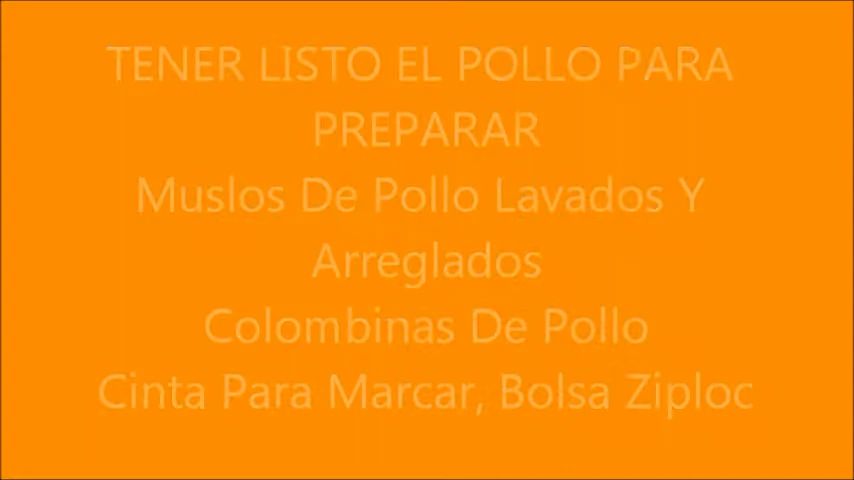 TENER LISTO EL POLLO PARA
PREPARAR
Muslos De Pollo Lavados Y
Arreglados
Colombinas De Pollo
Cinta Para Marcar, Bolsa Ziploc